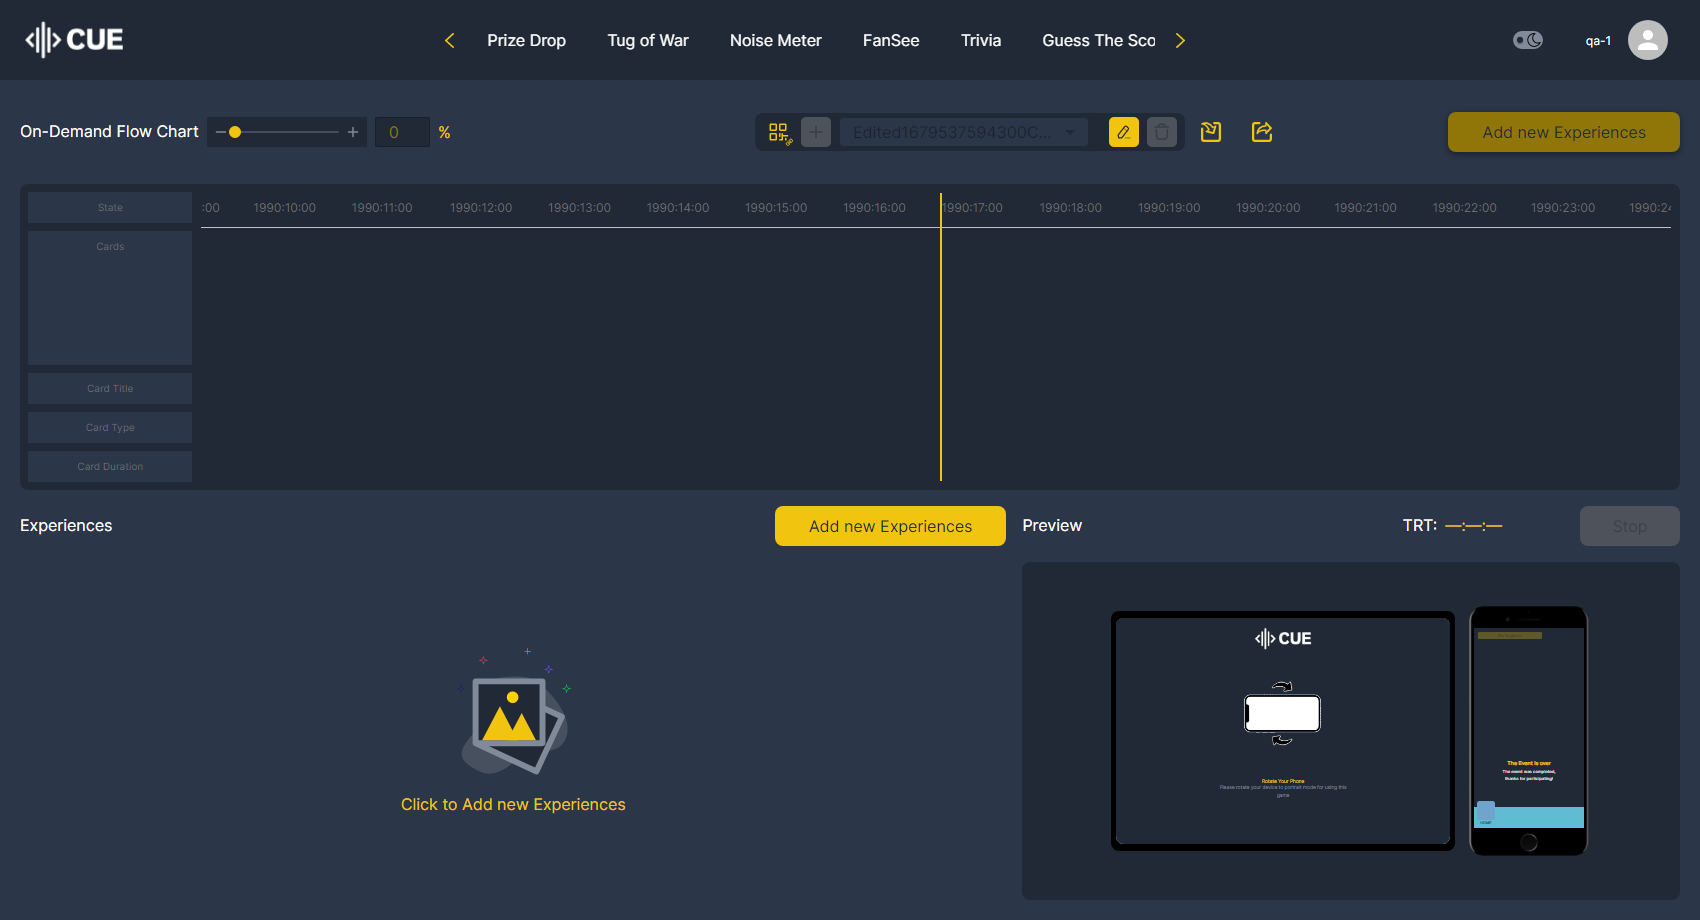 CUE
Prize Drop
Tug of War
Noise Meter
FanSee
Trivia
Guess The Sco
qa-1
On-Demand Flow Chart
0
%
Edited1679537594300C...
Add new Experiences
State
:00
1990:10:00
1990:11:00
1990:12:00
1990:13:00
1990:14:00
1990:15:00
1990:16:00
1990:17:00
1990:18:00
1990:19:00
1990:20:00
1990:21:00
1990:22:00
1990:23:00
1990:24
Cards
Card Title
Card Type
Card Duration
Experiences
Add new Experiences
Preview
TRT: —:—:—
Stop
Click to Add new Experiences
CUE
Rotate Your Phone
Please rotate your device to portrait mode for using this
game
The Event is over
The event was completed,
thanks for participating!
HOME